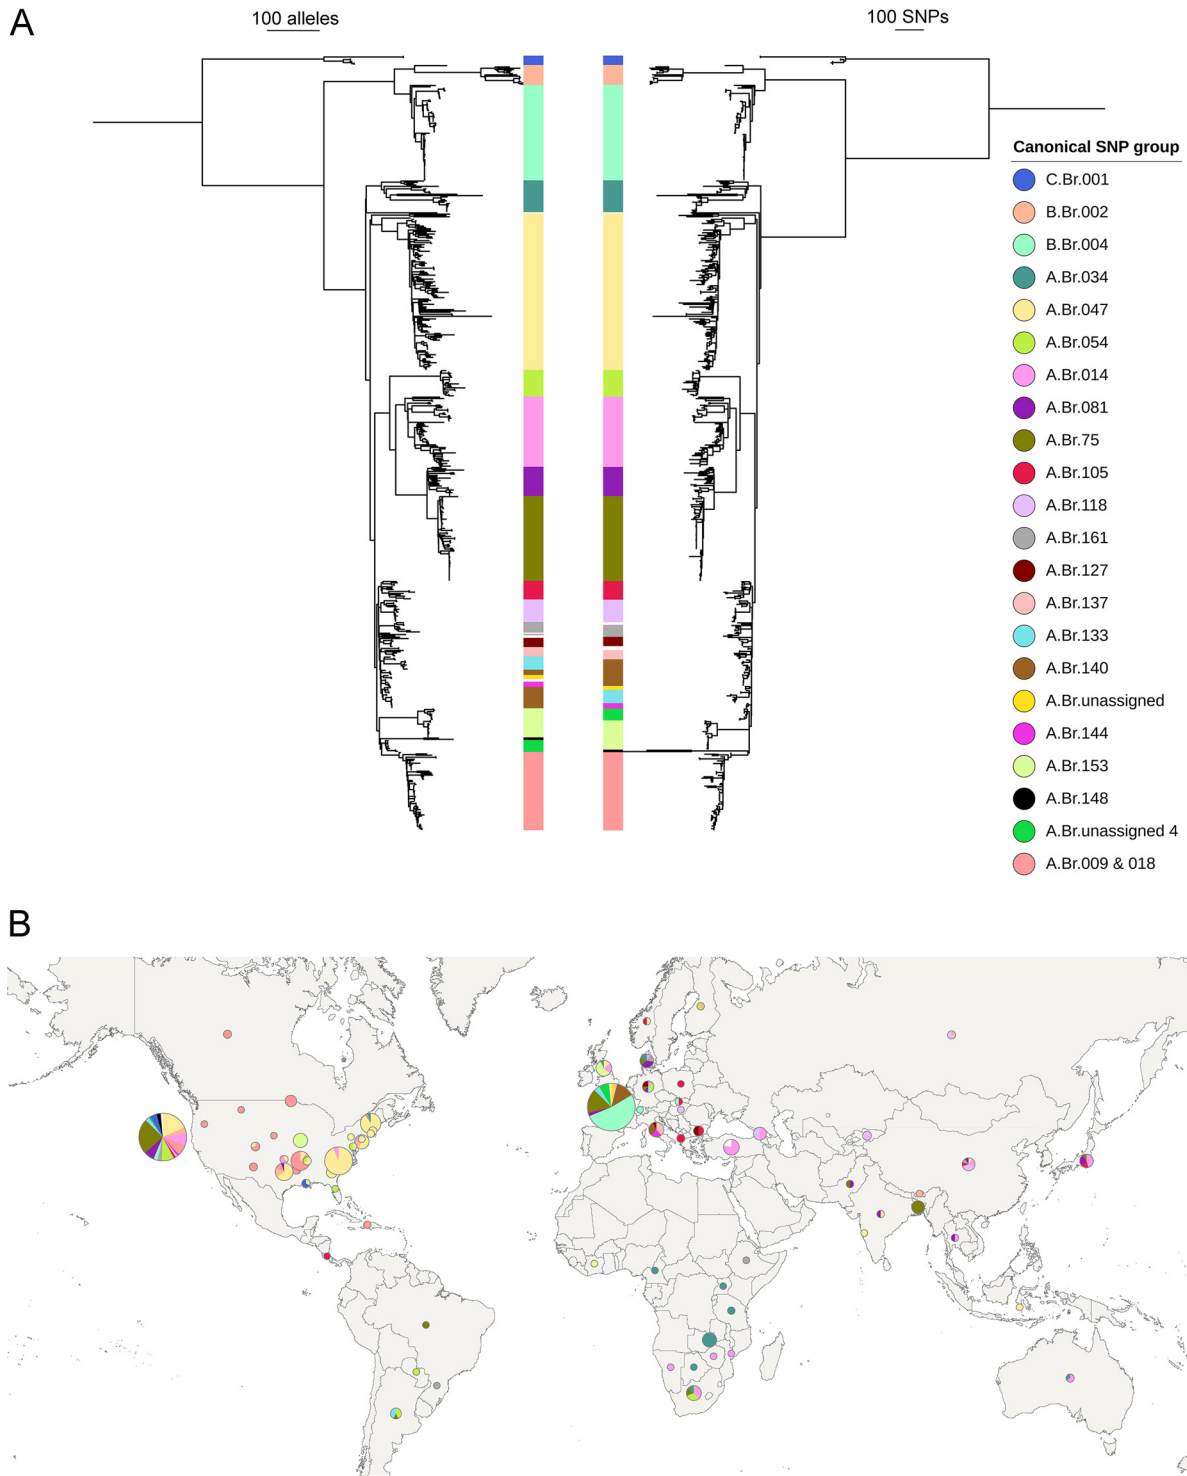 A
100 alleles
100 SNPs
Canonical SNP group
C.Br.001
B.Br.002
B.Br.004
A.Br.034
A.Br.047
A.Br.054
A.Br.014
A.Br.081
A.Br.75
A.Br.105
A.Br.118
A.Br.161
A.Br.127
A.Br.137
A.Br.133
A.Br.140
A.Br.unassigned
A.Br.144
A.Br.153
A.Br.148
A.Br.unassigned 4
A.Br.009 & 018
B